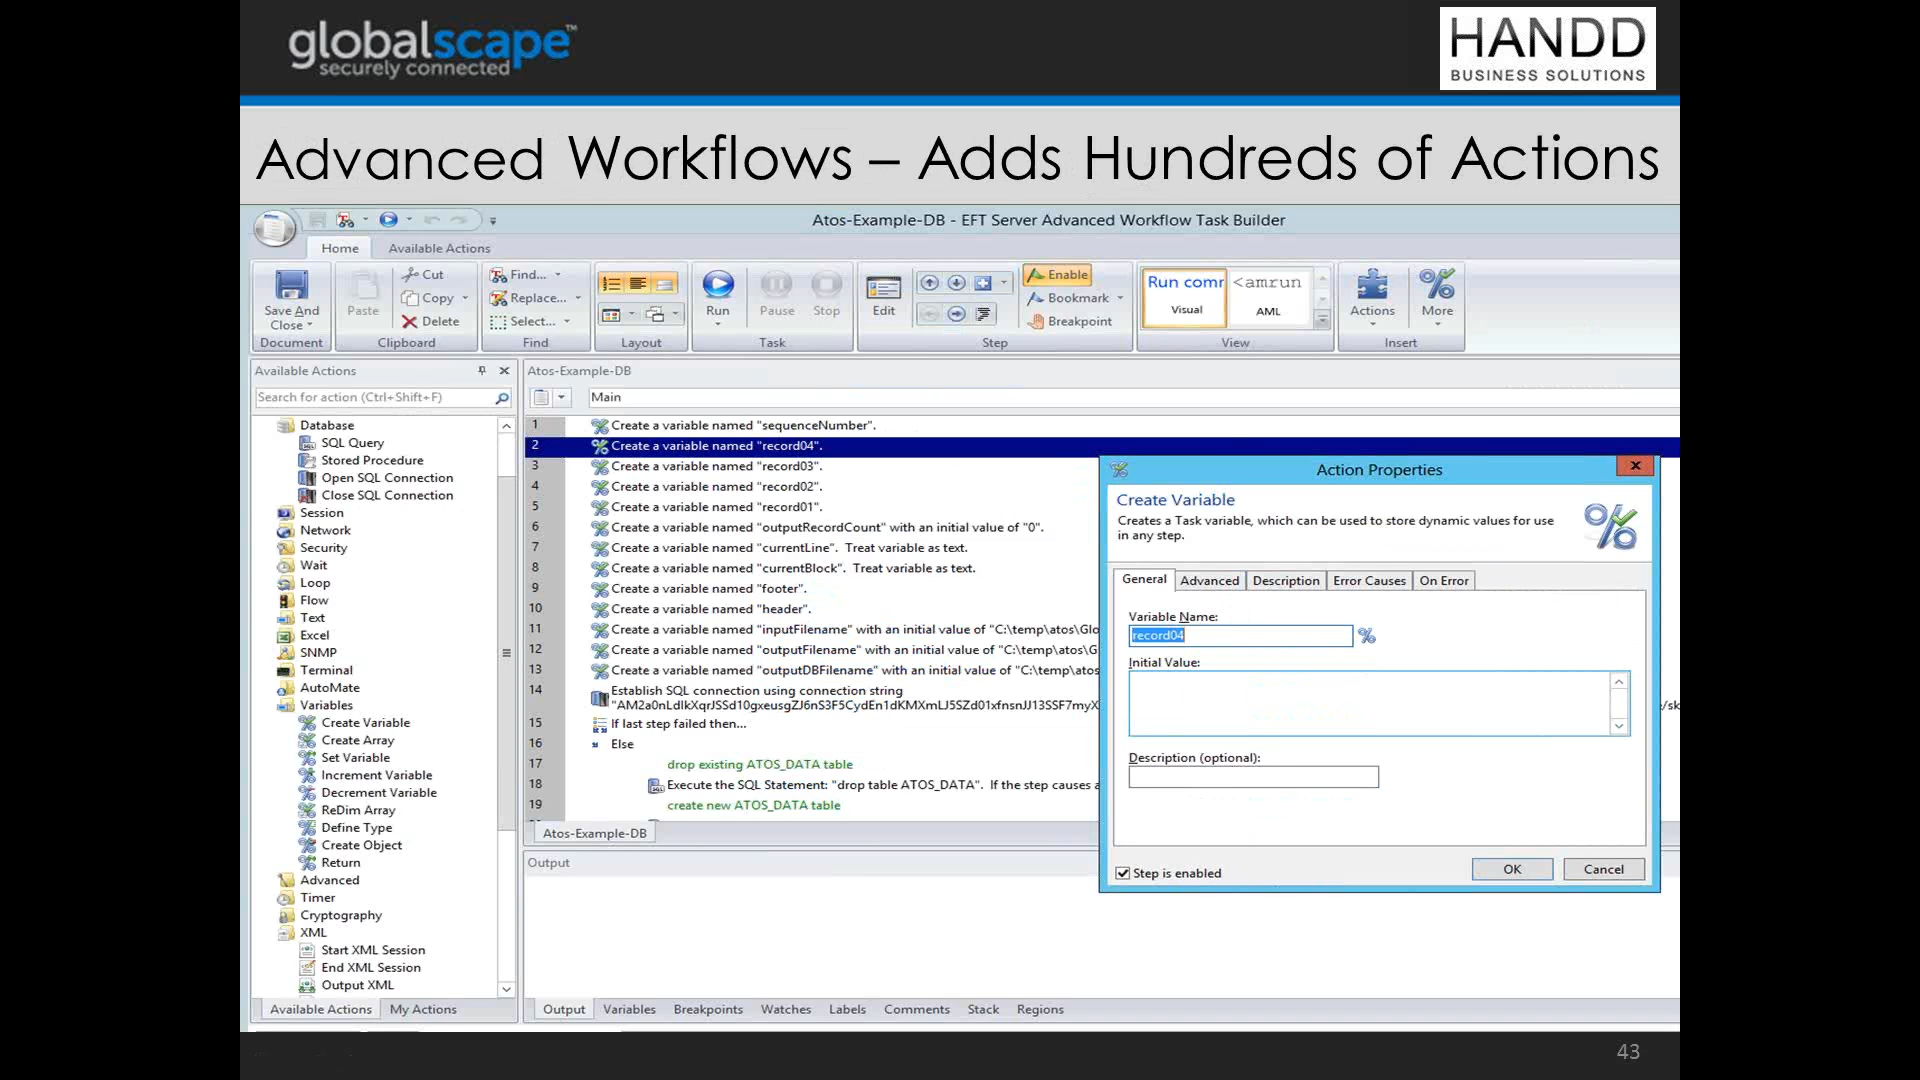 globalscape™
securely connected
HANDD
BUSINESS SOLUTIONS
Advanced Workflows – Adds Hundreds of Actions
Atos-Example-DB - EFT Server Advanced Workflow Task Builder
Home Available Actions
Save And Close
Document
Paste
Cut
Copy
Delete
Clipboard
Find...
Replace...
Select...
Find
Layout
Run
Pause
Stop
Task
Edit
Enable
Bookmark
Breakpoint
Step
Run comr
Visual
<amrun
AML
View
Actions
More
Insert
Available Actions
Search for action (Ctrl+Shift+F)
Database
SQL Query
Stored Procedure
Open SQL Connection
Close SQL Connection
Session
Network
Security
Wait
Loop
Flow
Text
Excel
SNMP
Terminal
AutoMate
Variables
Create Variable
Create Array
Set Variable
Increment Variable
Decrement Variable
ReDim Array
Define Type
Create Object
Return
Advanced
Timer
Cryptography
XML
Start XML Session
End XML Session
Output XML
Available Actions My Actions
Atos-Example-DB
Main
1 Create a variable named "sequenceNumber".
2 Create a variable named "record04".
3 Create a variable named "record03".
4 Create a variable named "record02".
5 Create a variable named "record01".
6 Create a variable named "outputRecordCount" with an initial value of "0".
7 Create a variable named "currentLine". Treat variable as text.
8 Create a variable named "currentBlock". Treat variable as text.
9 Create a variable named "footer".
10 Create a variable named "header".
11 Create a variable named "inputFilename" with an initial value of "C:\temp\atos\Glo
12 Create a variable named "outputFilename" with an initial value of "C:\temp\atos\G
13 Create a variable named "outputDBFilename" with an initial value of "C:\temp\atos
14 Establish SQL connection using connection string
15 If last step failed then...
16 Else
17 drop existing ATOS_DATA table
18 Execute the SQL Statement: "drop table ATOS_DATA". If the step causes a
19 create new ATOS_DATA table
Atos-Example-DB
Output
Output Variables Breakpoints Watches Labels Comments Stack Regions
Action Properties
Create Variable
Creates a Task variable, which can be used to store dynamic values for use
in any step.
General Advanced Description Error Causes On Error
Variable Name:
record04
Initial Value:
Description (optional):
Step is enabled
OK Cancel
43